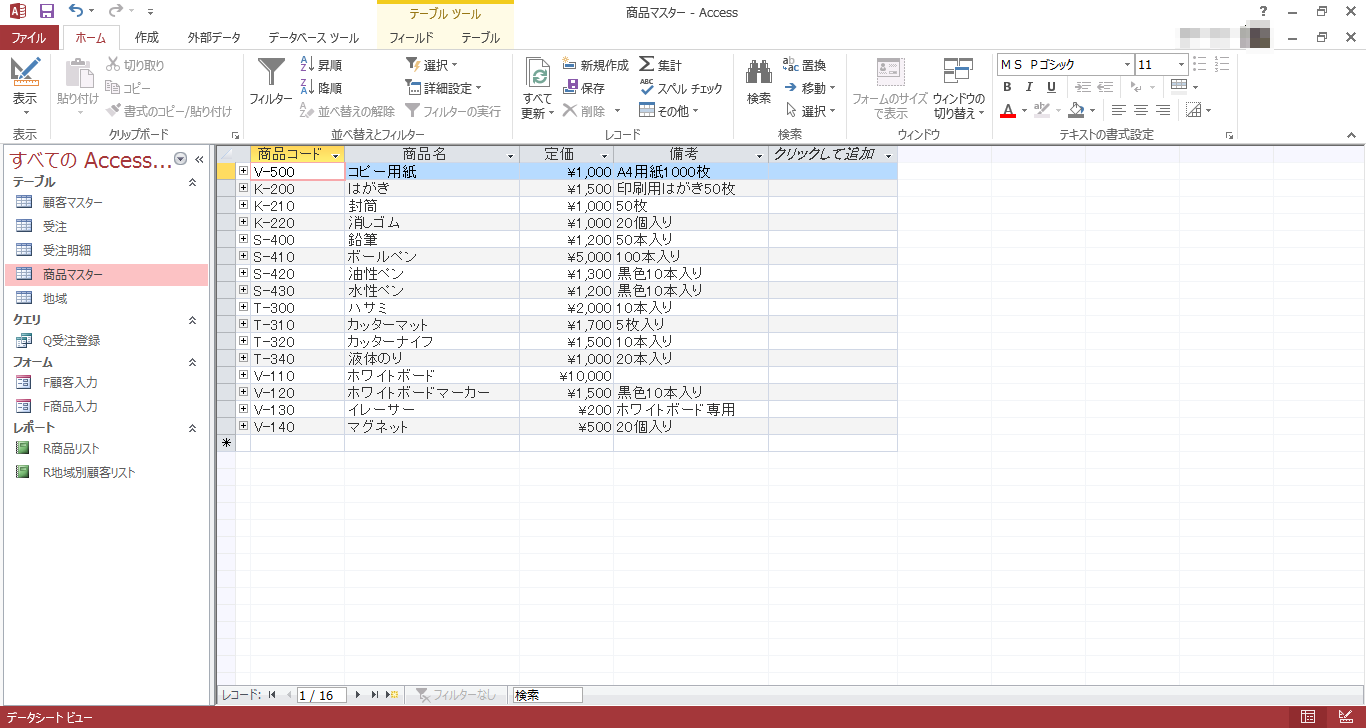 テーブル ツール
商品マスター - Access
ファイル ホーム 作成 外部データ データベース ツール フィールド テーブル
表示
貼り付け
切り取り
コピー
書式のコピー/貼り付け
フィルター
昇順
降順
並べ替えの解除
選択
詳細設定
フィルターの実行
すべて
更新
新規作成
保存
削除
集計
スペル チェック
その他
検索
置換
移動
選択
フォームのサイズ
で表示
ウィンドウの
切り替え
MS Pゴシック 11
B I U
表示 クリップボード 並べ替えとフィルター レコード 検索 ウィンドウ テキストの書式設定
すべての Access...
テーブル
顧客マスター
受注
受注明細
商品マスター
地域
クエリ
Q受注登録
フォーム
F顧客入力
F商品入力
レポート
R商品リスト
R地域別顧客リスト
商品コード 商品名 定価 備考 クリックして追加
V-500 コピー用紙 ¥1,000 A4用紙1000枚
K-200 はがき ¥1,500 印刷用はがき50枚
K-210 封筒 ¥1,000 50枚
K-220 消しゴム ¥1,000 20個入り
S-400 鉛筆 ¥1,200 50本入り
S-410 ボールペン ¥5,000 100本入り
S-420 油性ペン ¥1,300 黒色10本入り
S-430 水性ペン ¥1,200 黒色10本入り
T-300 ハサミ ¥2,000 10本入り
T-310 カッターマット ¥1,700 5枚入り
T-320 カッターナイフ ¥1,500 10本入り
T-340 液体のり ¥1,000 20本入り
V-110 ホワイトボード ¥10,000
V-120 ホワイトボードマーカー ¥1,500 黒色10本入り
V-130 イレーサー ¥200 ホワイトボード専用
V-140 マグネット ¥500 20個入り
レコード: 1 / 16 フィルターなし 検索
データシート ビュー